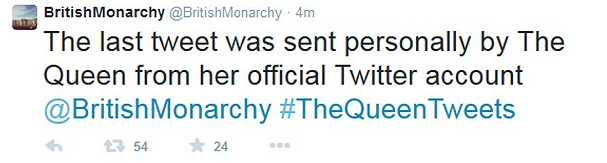 BritishMonarchy @BritishMonarchy · 4m
The last tweet was sent personally by The
Queen from her official Twitter account
@BritishMonarchy #TheQueenTweets
54 24